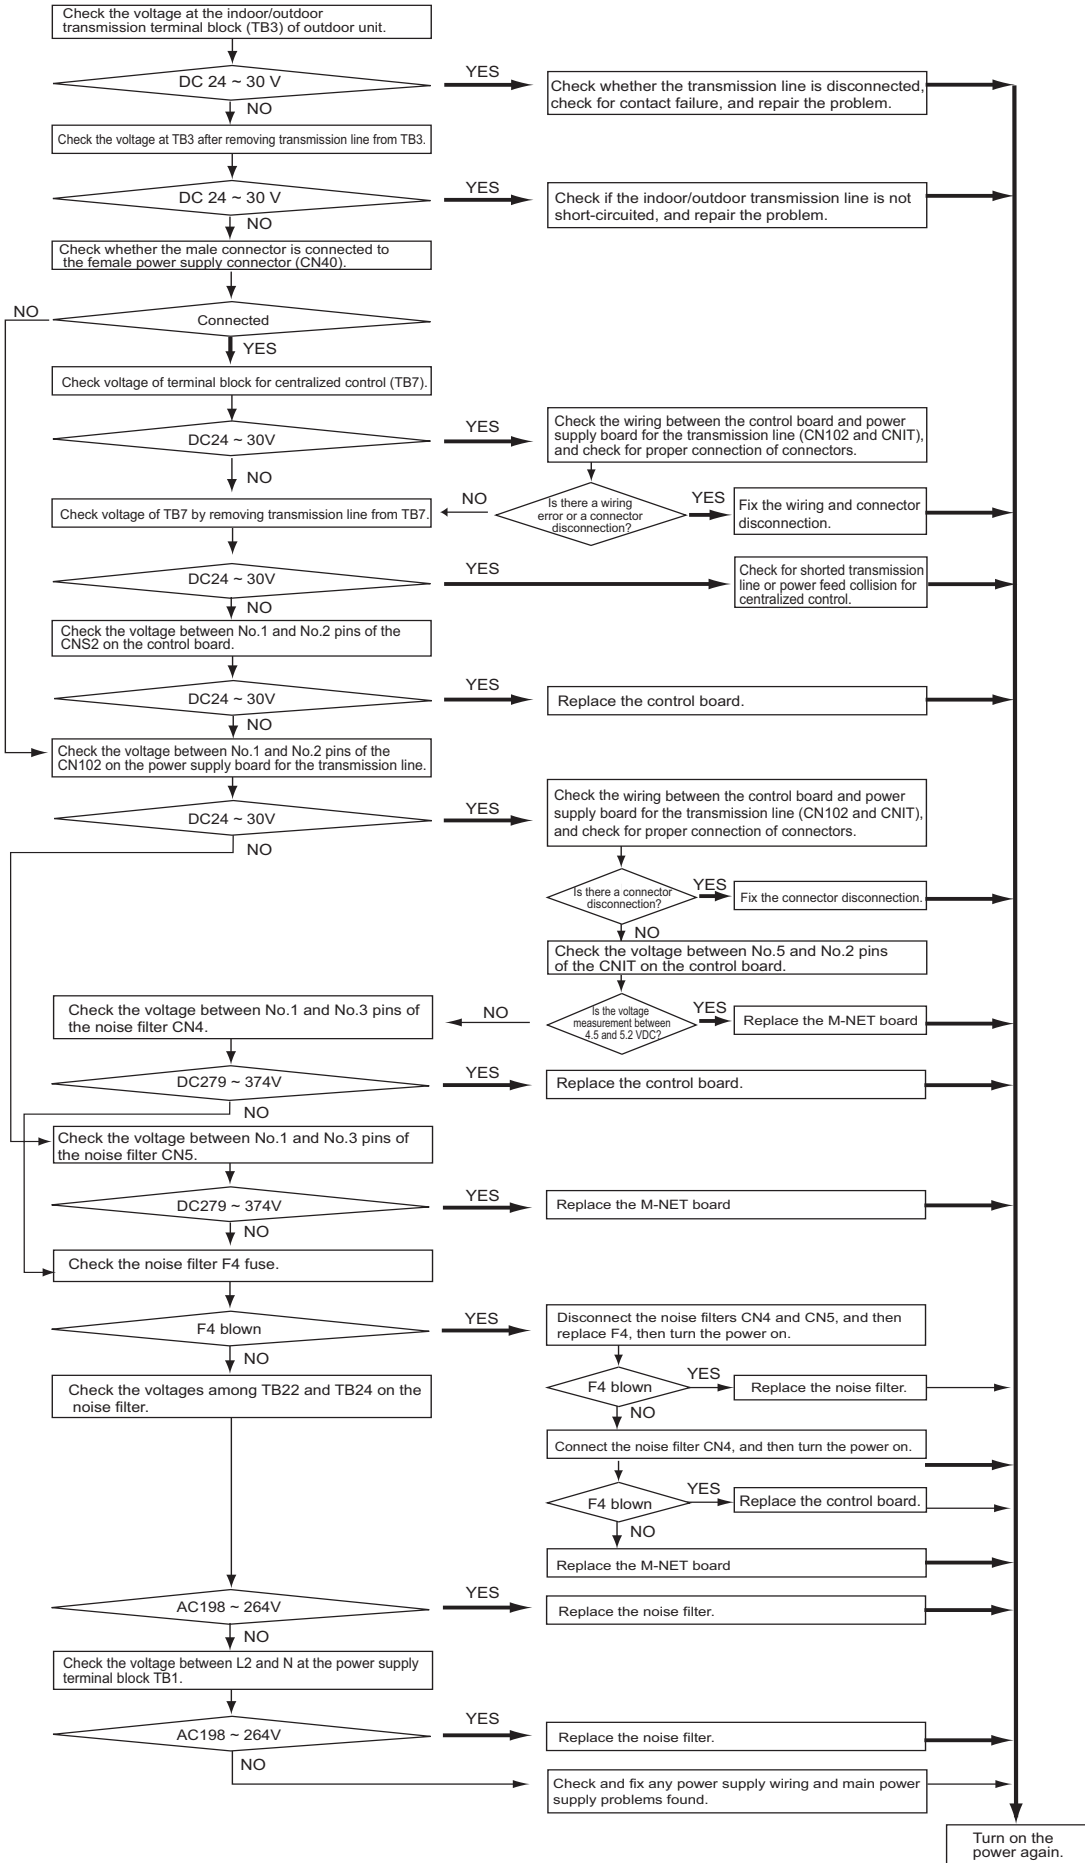 Check the voltage at the indoor/outdoor
transmission terminal block (TB3) of outdoor unit.
DC 24 ~ 30 V
YES
Check whether the transmission line is disconnected,
check for contact failure, and repair the problem.
NO
Check the voltage at TB3 after removing transmission line from TB3.
DC 24 ~ 30 V
YES
Check if the indoor/outdoor transmission line is not
short-circuited, and repair the problem.
NO
Check whether the male connector is connected to
the female power supply connector (CN40).
NO
Connected
YES
Check voltage of terminal block for centralized control (TB7).
DC24 ~ 30V
YES
Check the wiring between the control board and power
supply board for the transmission line (CN102 and CNIT),
and check for proper connection of connectors.
NO
Is there a wiring
error or a connector
disconnection?
NO
YES
Fix the wiring and connector
disconnection.
Check voltage of TB7 by removing transmission line from TB7.
DC24 ~ 30V
YES
Check for shorted transmission
line or power feed collision for
centralized control.
NO
Check the voltage between No.1 and No.2 pins of the
CNS2 on the control board.
DC24 ~ 30V
YES
Replace the control board.
NO
Check the voltage between No.1 and No.2 pins of the
CN102 on the power supply board for the transmission line.
DC24 ~ 30V
YES
Check the wiring between the control board and power
supply board for the transmission line (CN102 and CNIT),
and check for proper connection of connectors.
NO
Is there a connector
disconnection?
YES
Fix the connector disconnection.
NO
Check the voltage between No.5 and No.2 pins
of the CNIT on the control board.
Is the voltage
measurement between
4.5 and 5.2 VDC?
YES
Replace the M-NET board
NO
Check the voltage between No.1 and No.3 pins of
the noise filter CN4.
DC279 ~ 374V
YES
Replace the control board.
NO
Check the voltage between No.1 and No.3 pins of
the noise filter CN5.
DC279 ~ 374V
YES
Replace the M-NET board
NO
Check the noise filter F4 fuse.
F4 blown
YES
Disconnect the noise filters CN4 and CN5, and then
replace F4, then turn the power on.
NO
F4 blown
YES
Replace the noise filter.
NO
Check the voltages among TB22 and TB24 on the
noise filter.
Connect the noise filter CN4, and then turn the power on.
F4 blown
YES
Replace the control board.
NO
Replace the M-NET board
AC198 ~ 264V
YES
Replace the noise filter.
NO
Check the voltage between L2 and N at the power supply
terminal block TB1.
AC198 ~ 264V
YES
Replace the noise filter.
NO
Check and fix any power supply wiring and main power
supply problems found.
Turn on the
power again.